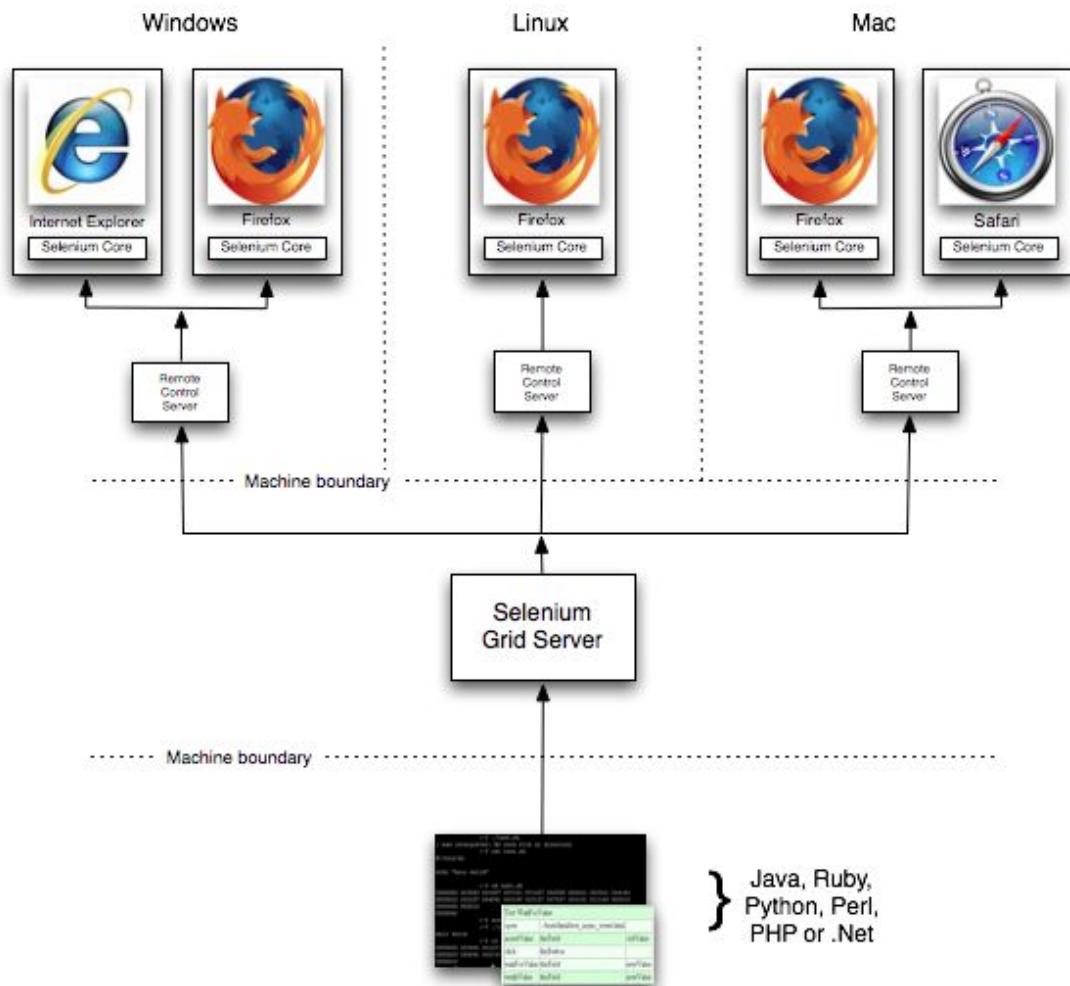 Windows
Linux
Mac
Internet Explorer
Selenium Core
Firefox
Selenium Core
Firefox
Selenium Core
Firefox
Selenium Core
Safari
Selenium Core
Remote
Control
Server
Remote
Control
Server
Remote
Control
Server
Machine boundary
Selenium
Grid Server
Machine boundary
Java, Ruby,
Python, Perl,
PHP or .Net